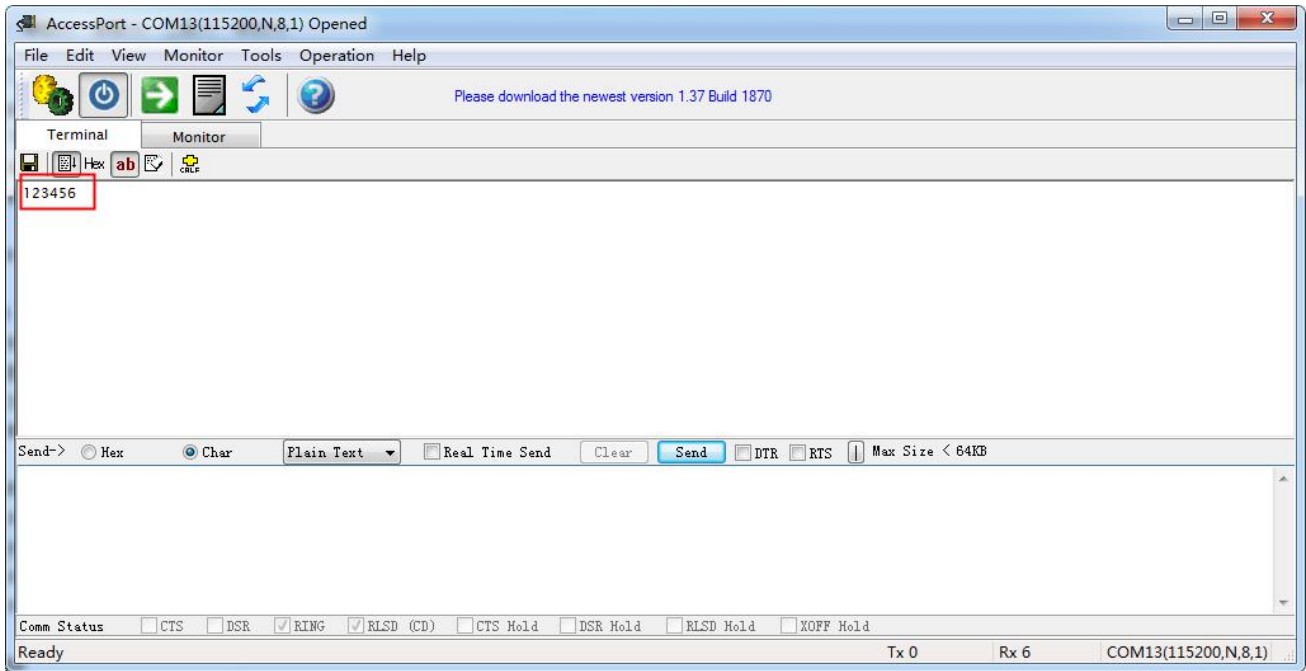 AccessPort - COM13(115200,N,8,1) Opened
File Edit View Monitor Tools Operation Help
Please download the newest version 1.37 Build 1870
Terminal Monitor
Hex ab CRLF
123456
Send-> Hex Char Plain Text Real Time Send Clear Send DTR RTS Max Size < 64KB
Comm Status CTS DSR RING RLSD (CD) CTS Hold DSR Hold RLSD Hold XOFF Hold
Ready Tx 0 Rx 6 COM13(115200,N,8,1)